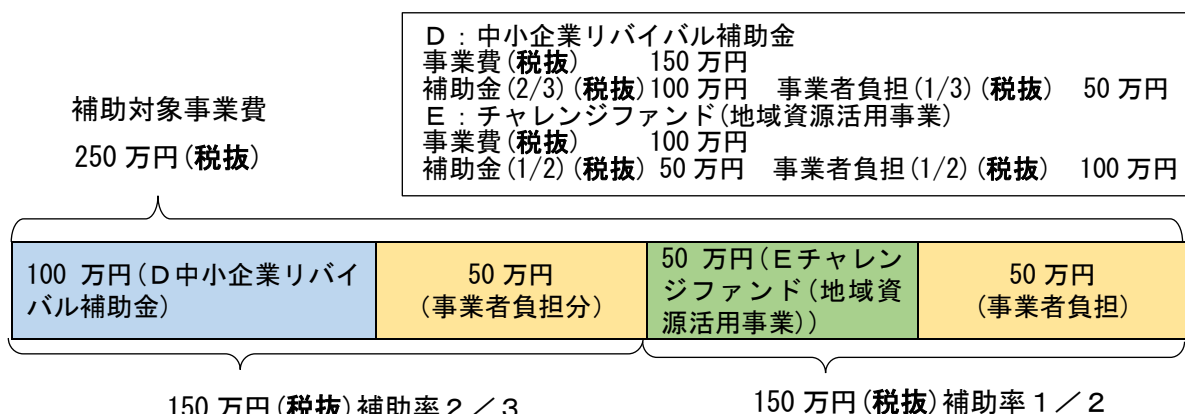 D：中小企業リバイバル補助金
事業費(税抜) 150万円
補助金(2/3)(税抜)100万円 事業者負担(1/3)(税抜) 50万円
E：チャレンジファンド(地域資源活用事業)
事業費(税抜) 100万円
補助金(1/2)(税抜) 50万円 事業者負担(1/2)(税抜) 100万円
補助対象事業費
250万円(税抜)
100 万円(D中小企業リバイ
バル補助金)
50万円
(事業者負担分)
50 万円(Eチャレン
ジファンド(地域資
源活用事業))
50万円
(事業者負担)
150万円(税抜)補助率2／3
150万円(税抜)補助率1／2